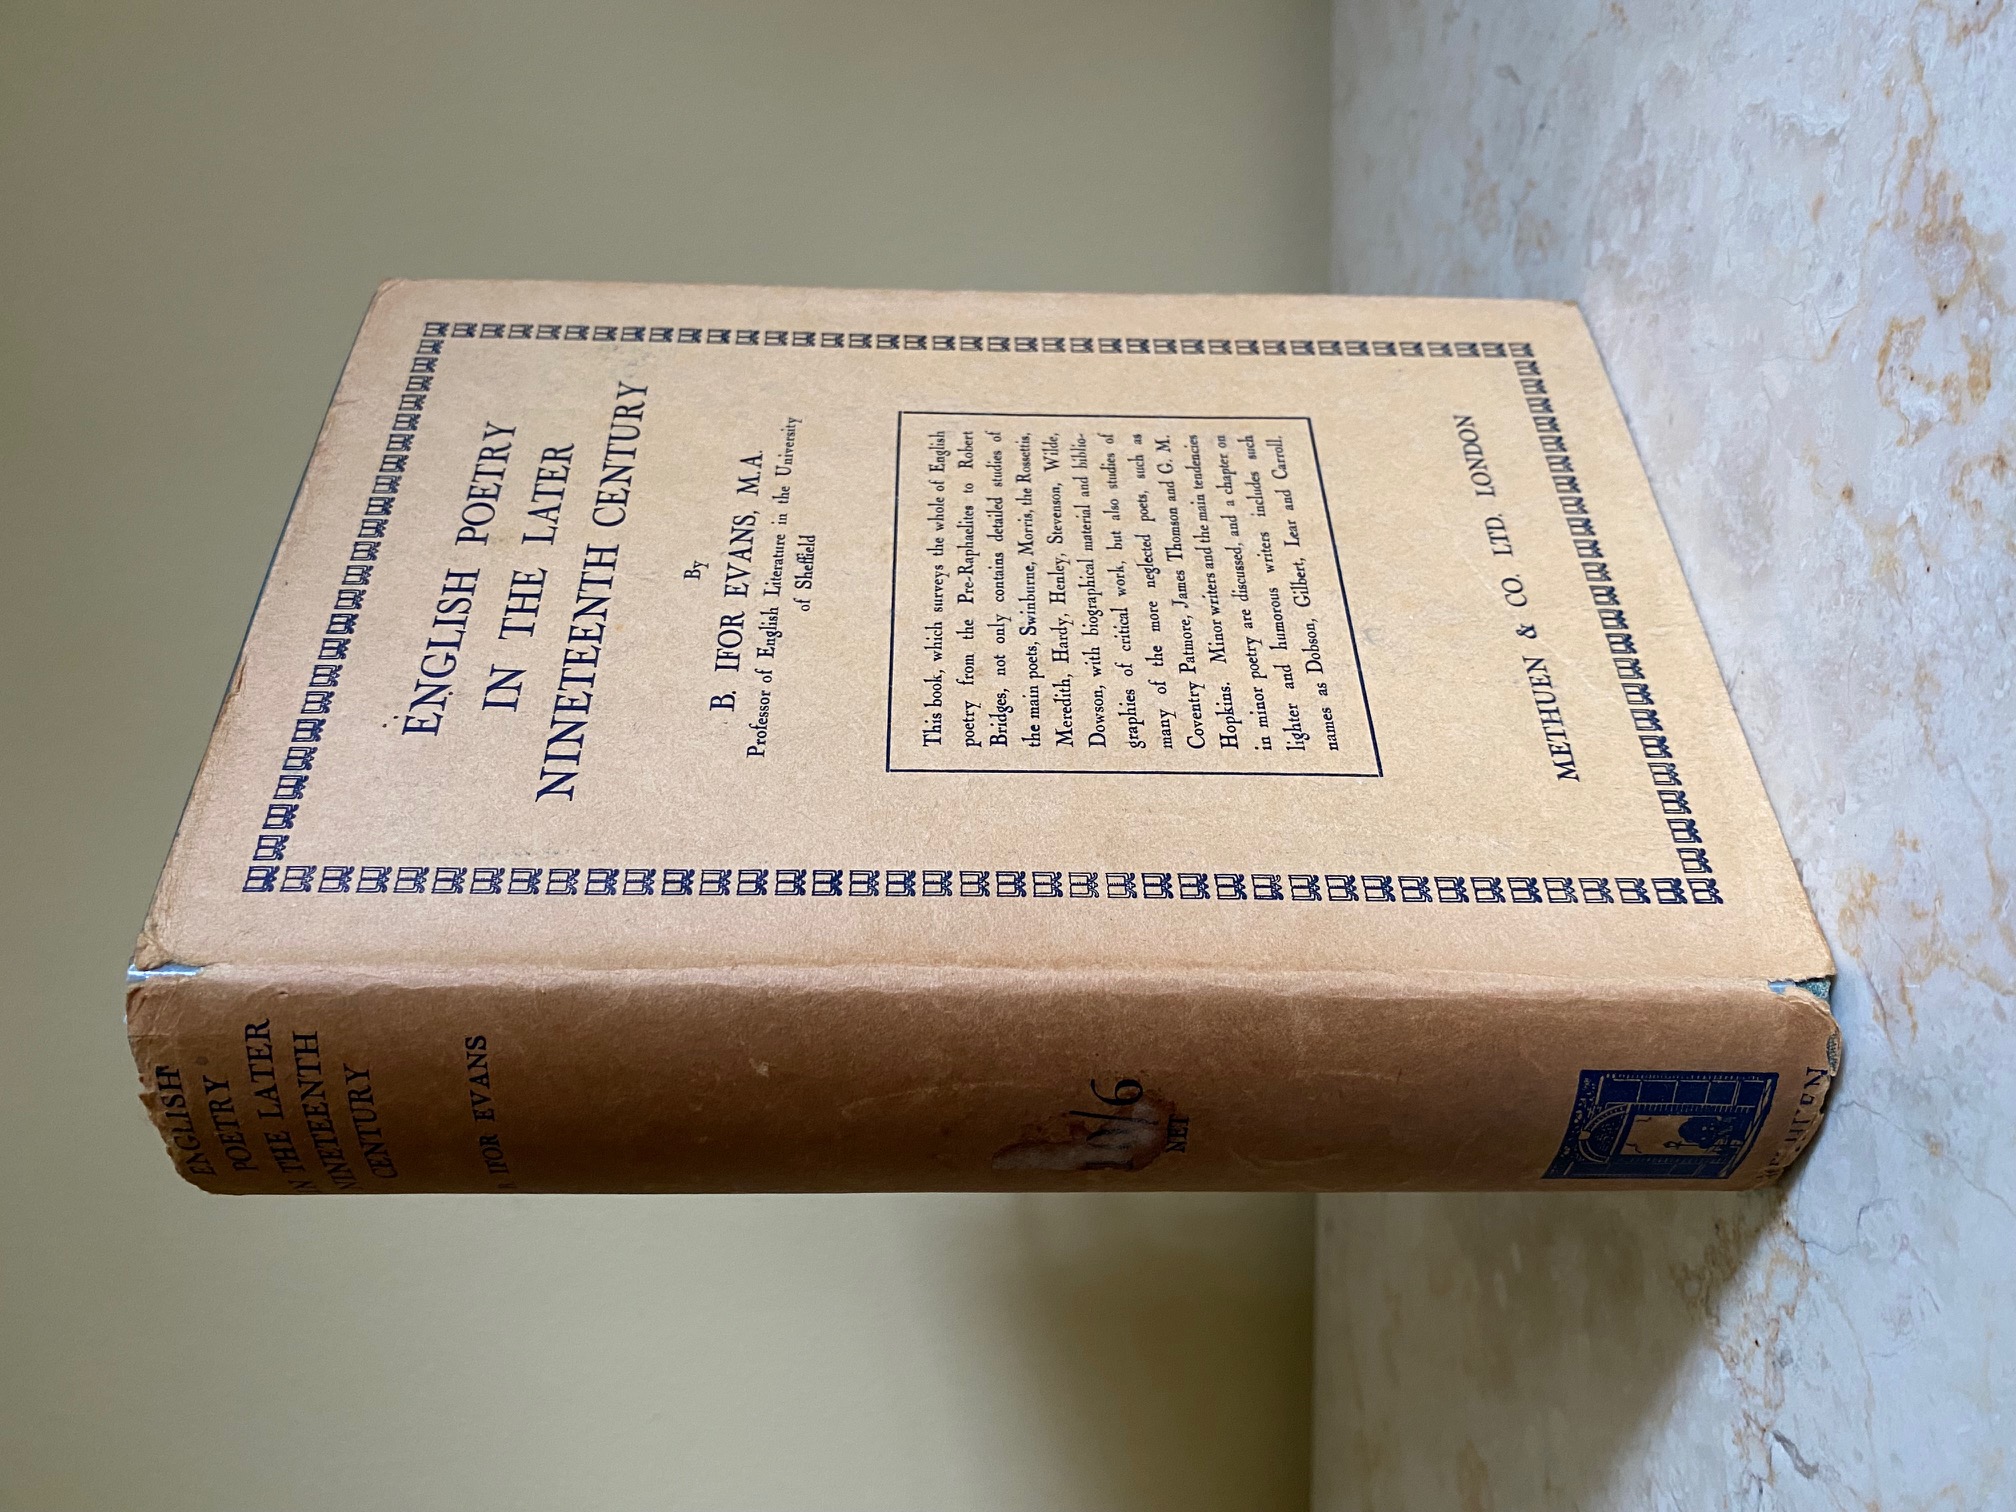 ENGLISH POETRY
IN THE LATER
NINETEENTH CENTURY
By
B. IFOR EVANS, M.A.
Professor of English Literature in the University
of Sheffield
This book, which surveys the whole of English
poetry from the Pre-Raphaelites to Robert
Bridges, not only contains detailed studies of
the main poets, Swinburne, Morris, the Rossettis,
Meredith, Hardy, Henley, Stevenson, Wilde,
Dowson, with biographical material and biblio-
graphies of critical work, but also studies of
many of the more neglected poets, such as
Coventry Patmore, James Thomson and G. M.
Hopkins. Minor writers and the main tendencies
in minor poetry are discussed, and a chapter on
lighter and humorous writers includes such
names as Dobson, Gilbert, Lear and Carroll.
METHUEN & CO. LTD. LONDON
ENGLISH
POETRY
IN THE LATER
NINETEENTH
CENTURY
IFOR EVANS
10/6
NET
METHUEN